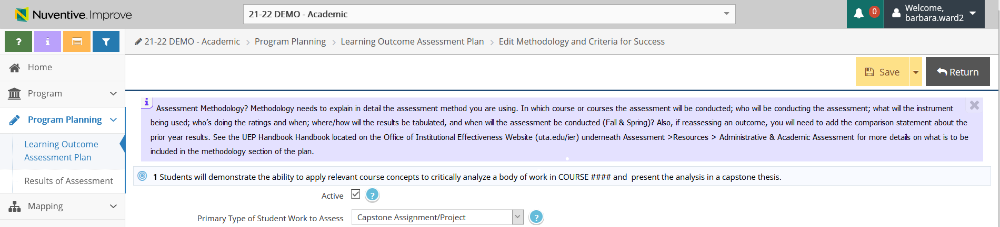 Nuventive. Improve
21-22 DEMO - Academic
0
Welcome,
barbara.ward2
? i
21-22 DEMO - Academic > Program Planning > Learning Outcome Assessment Plan > Edit Methodology and Criteria for Success
Home
Program
Program Planning
Learning Outcome
Assessment Plan
Results of Assessment
Mapping
Save
Return
i
Assessment Methodology? Methodology needs to explain in detail the assessment method you are using. In which course or courses the assessment will be conducted; who will be conducting the assessment; what will the instrument
being used; who's doing the ratings and when; where/how will the results be tabulated, and when will the assessment be conducted (Fall & Spring)? Also, if reassessing an outcome, you will need to add the comparison statement about the
prior year results. See the UEP Handbook Handbook located on the Office of Institutional Effectiveness Website (uta.edu/ier) underneath Assessment >Resources > Administrative & Academic Assessment for more details on what is to be
included in the methodology section of the plan.
1 Students will demonstrate the ability to apply relevant course concepts to critically analyze a body of work in COURSE #### and  present the analysis in a capstone thesis.
Active ?
Primary Type of Student Work to Assess Capstone Assignment/Project ?